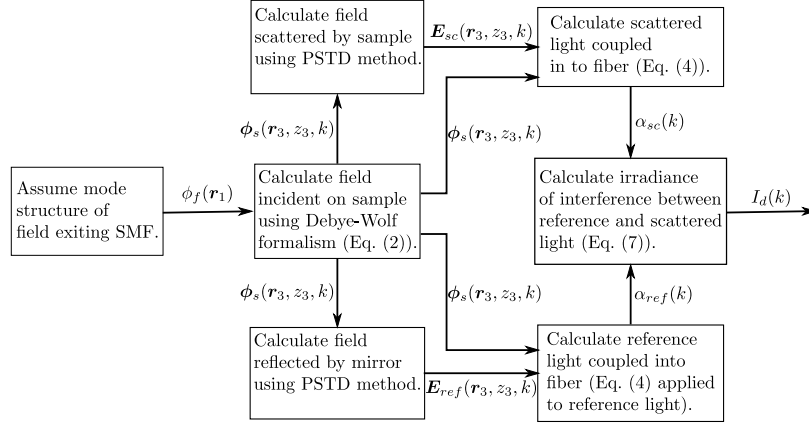 Calculate field
scattered by sample
using PSTD method.
𝑬_sc(𝒓_3, z_3, k)
Calculate scattered
light coupled
in to fiber (Eq. (4)).
ϕ_s(𝒓_3, z_3, k)
ϕ_s(𝒓_3, z_3, k)
α_sc(k)
Assume mode
structure of
field exiting SMF.
ϕ_f(𝒓_1)
Calculate field
incident on sample
using Debye-Wolf
formalism (Eq. (2)).
Calculate irradiance
of interference between
reference and scattered
light (Eq. (7)).
I_d(k)
ϕ_s(𝒓_3, z_3, k)
ϕ_s(𝒓_3, z_3, k)
α_ref(k)
Calculate field
reflected by mirror
using PSTD method.
𝑬_ref(𝒓_3, z_3, k)
Calculate reference
light coupled into
fiber (Eq. (4) applied
to reference light).